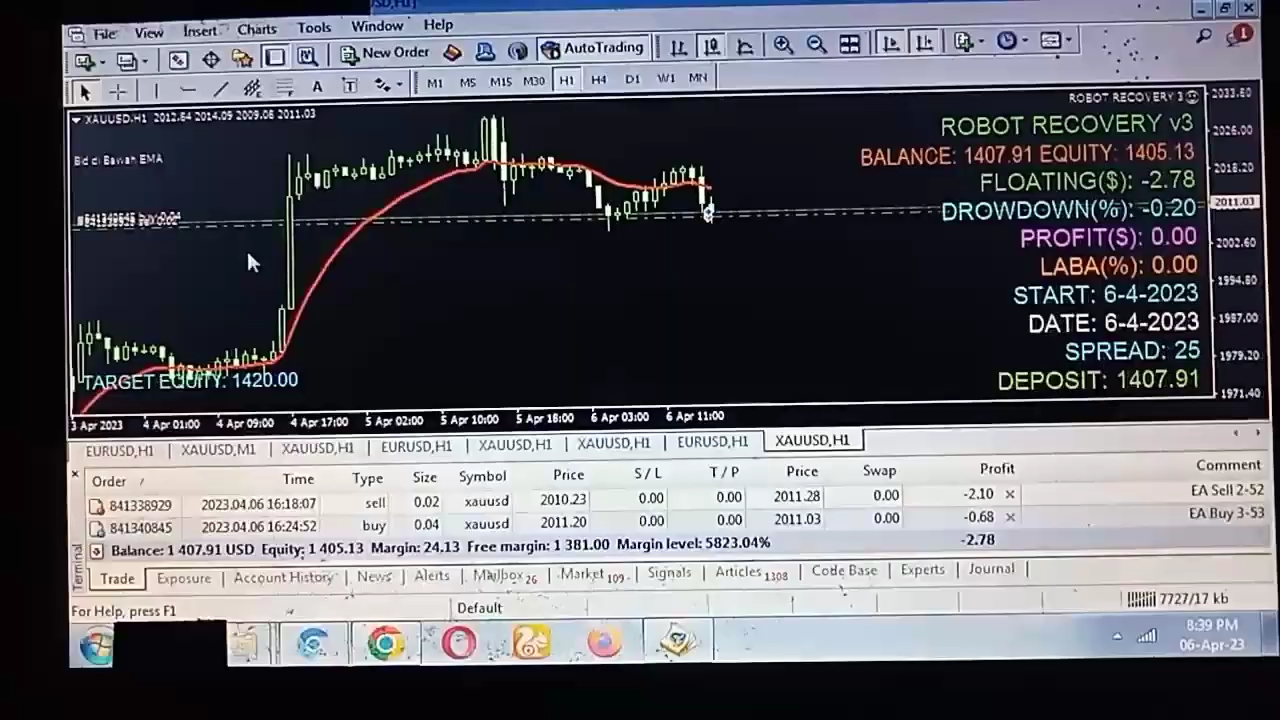 USD,H1]
File View Insert Charts Tools Window Help
New Order AutoTrading 1
A T M1 M5 M15 M30 H1 H4 D1 W1 MN
XAUUSD,H1 2012.64 2014.09 2009.06 2011.03
ROBOT RECOVERY 3
2033.60
Bid di Bawah EMA
ROBOT RECOVERY v3
2026.00
BALANCE: 1407.91 EQUITY: 1405.13
2018.20
FLOATING($): -2.78
DROWDOWN(%): -0.20
2011.03
PROFIT($): 0.00
2002.60
LABA(%): 0.00
1994.80
START: 6-4-2023
DATE: 6-4-2023
1987.00
SPREAD: 25
1979.20
TARGET EQUITY: 1420.00
DEPOSIT: 1407.91
1971.40
3 Apr 2023 4 Apr 01:00 4 Apr 09:00 4 Apr 17:00 5 Apr 02:00 5 Apr 10:00 5 Apr 18:00 6 Apr 03:00 6 Apr 11:00
EURUSD,H1 XAUUSD,M1 XAUUSD,H1 EURUSD,H1 XAUUSD,H1 XAUUSD,H1 EURUSD,H1 XAUUSD,H1
Order / Time Type Size Symbol Price S / L T / P Price Swap Profit Comment
841338929 2023.04.06 16:18:07 sell 0.02 xauusd 2010.23 0.00 0.00 2011.28 0.00 -2.10 EA Sell 2-52
841340845 2023.04.06 16:24:52 buy 0.04 xauusd 2011.20 0.00 0.00 2011.03 0.00 -0.68 EA Buy 3-53
Balance: 1 407.91 USD Equity: 1 405.13 Margin: 24.13 Free margin: 1 381.00 Margin level: 5823.04% -2.78
Terminal
Trade Exposure Account History News Alerts Mailbox 26 Market 109 Signals Articles 1308 Code Base Experts Journal
For Help, press F1 Default 7727/17 kb
8:39 PM
06-Apr-23